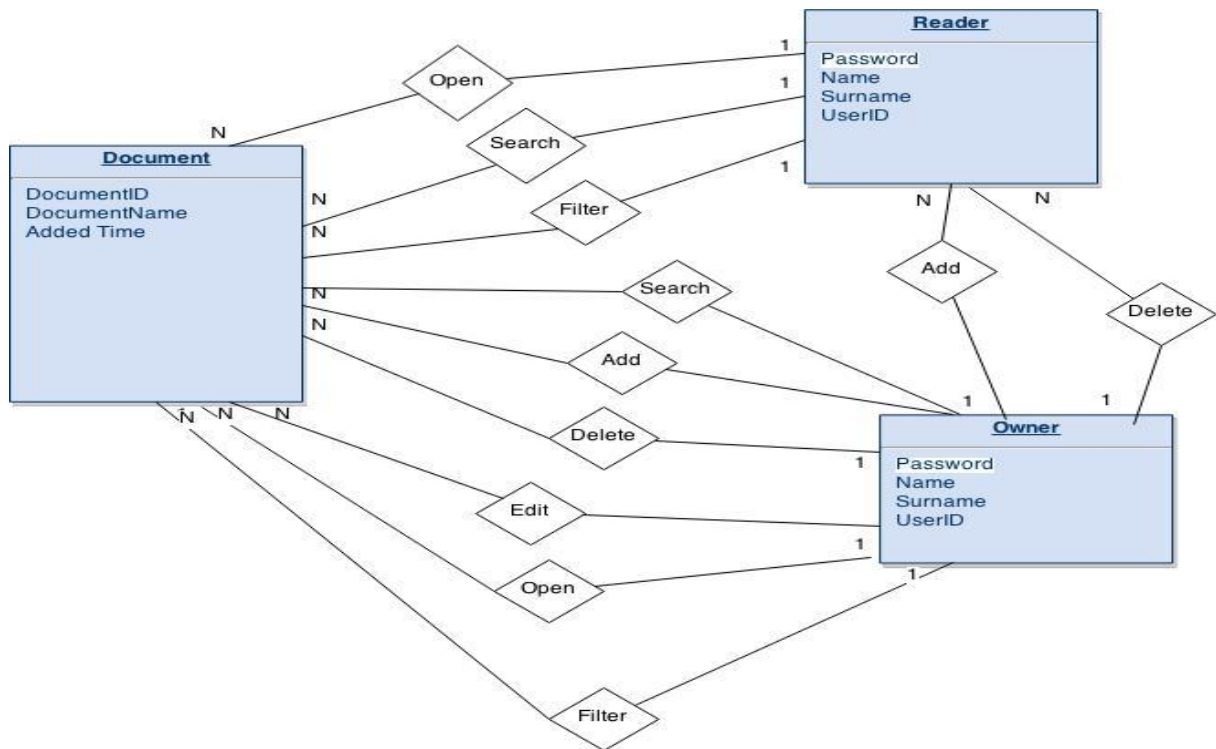 Reader
1
Password
Name
Surname
UserID
Open
1
N
Search
Document
1
DocumentID
DocumentName
Added Time
N
Filter
N
N
N
Add
Search
N
Delete
N
Add
1
1
Delete
Owner
N
N
N
1
Password
Name
Surname
UserID
Edit
1
Open
1
Filter